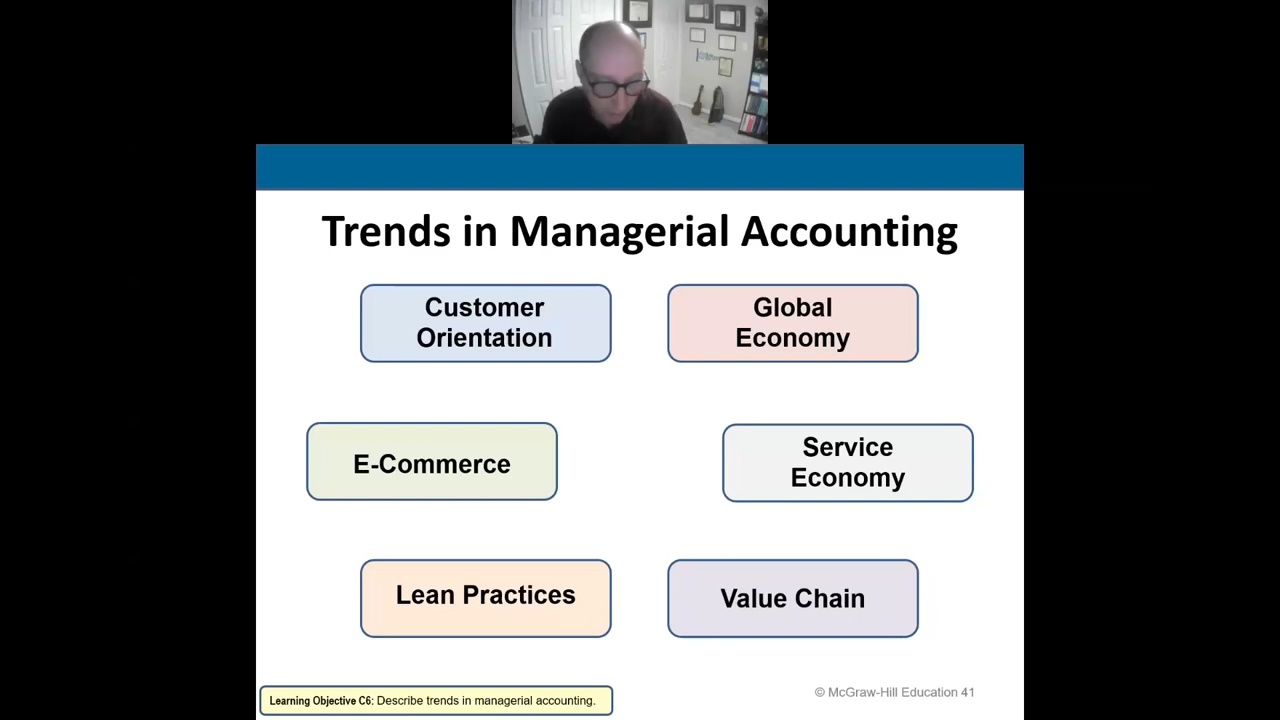 Trends in Managerial Accounting
Customer
Orientation
Global
Economy
E-Commerce
Service
Economy
Lean Practices
Value Chain
Learning Objective C6: Describe trends in managerial accounting.
© McGraw-Hill Education 41